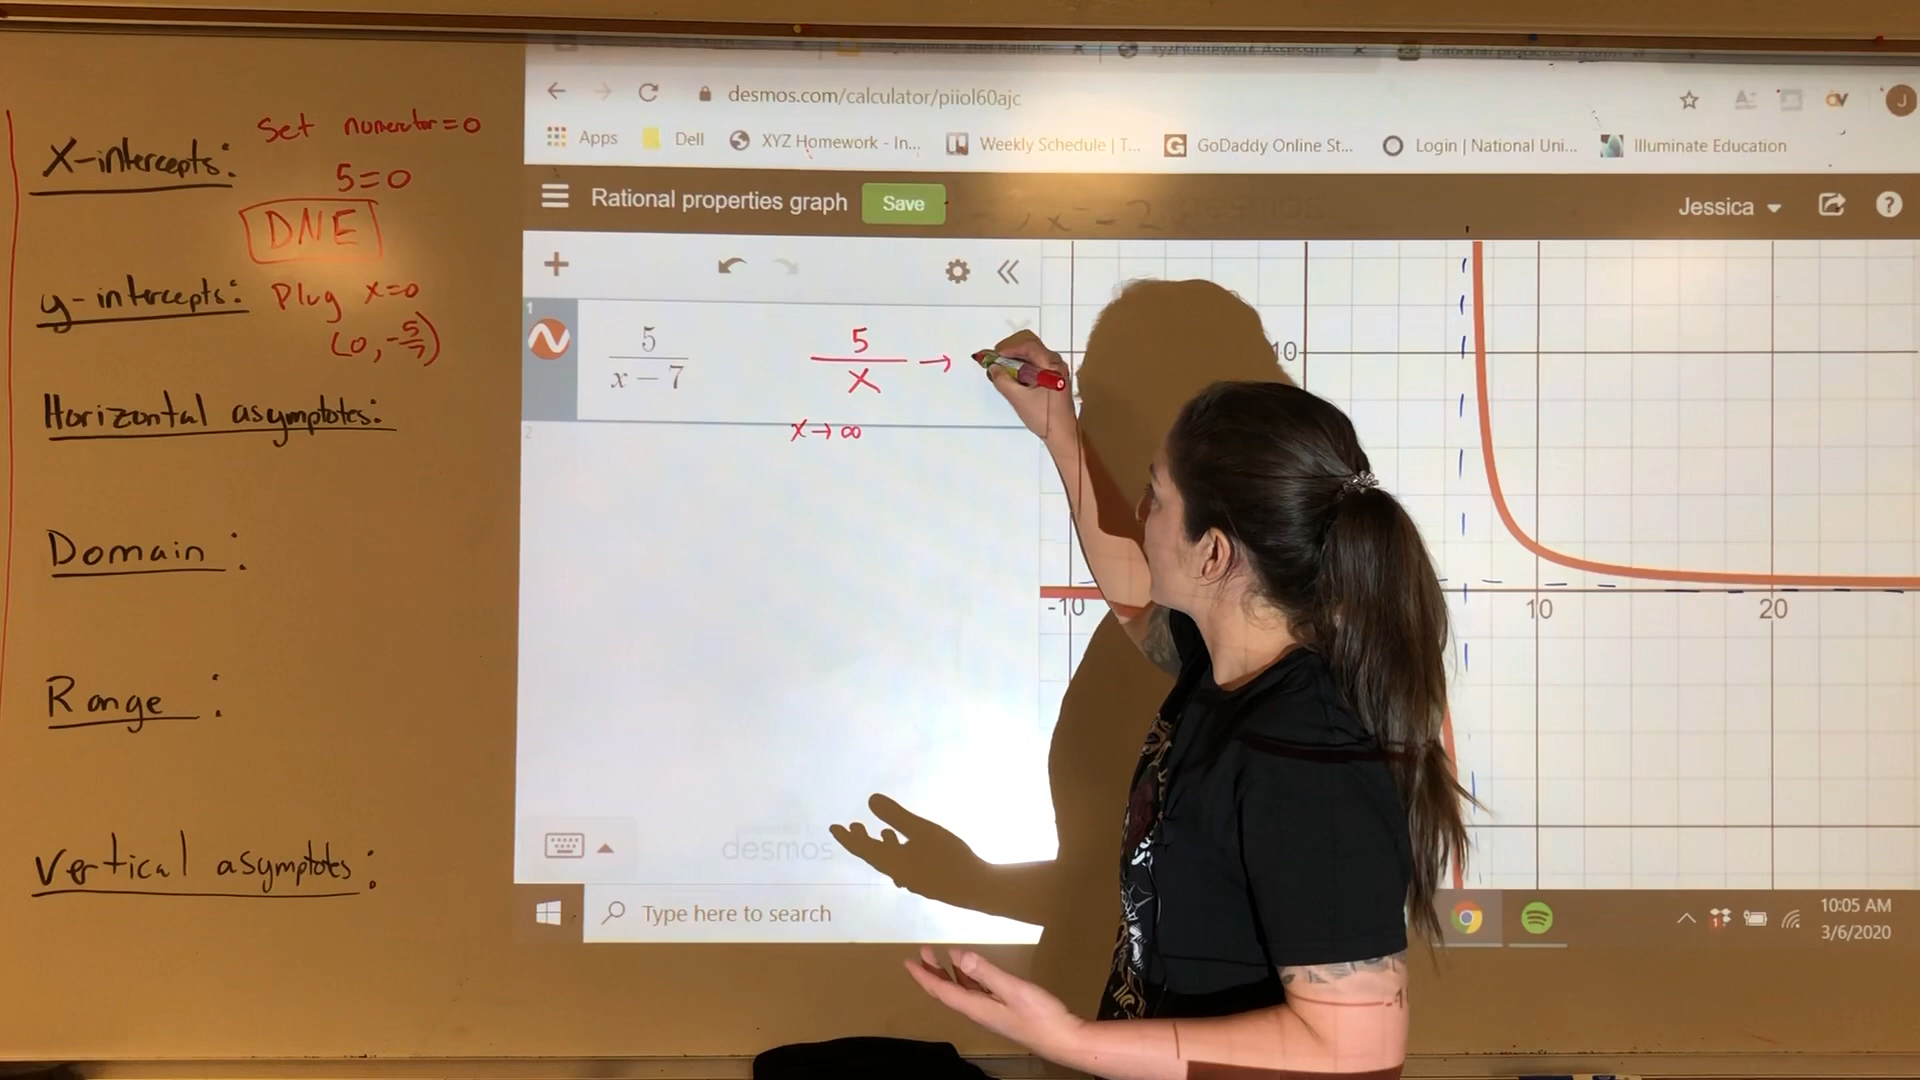 X-intercepts:
Set numerator=0
5=0
DNE
y-intercepts:
Plug x=0
(0, -5/7)
Horizontal asymptotes:
Domain:
Range:
Vertical asymptotes:
desmos.com/calculator/piiol60ajc
Apps Dell XYZ Homework - In... Weekly Schedule | T... GoDaddy Online St... Login | National Uni... Illuminate Education
Rational properties graph Save Jessica
1
5
x − 7
5
X →
X → ∞
2
10
-10 10 20
desmos
Type here to search
10:05 AM
3/6/2020